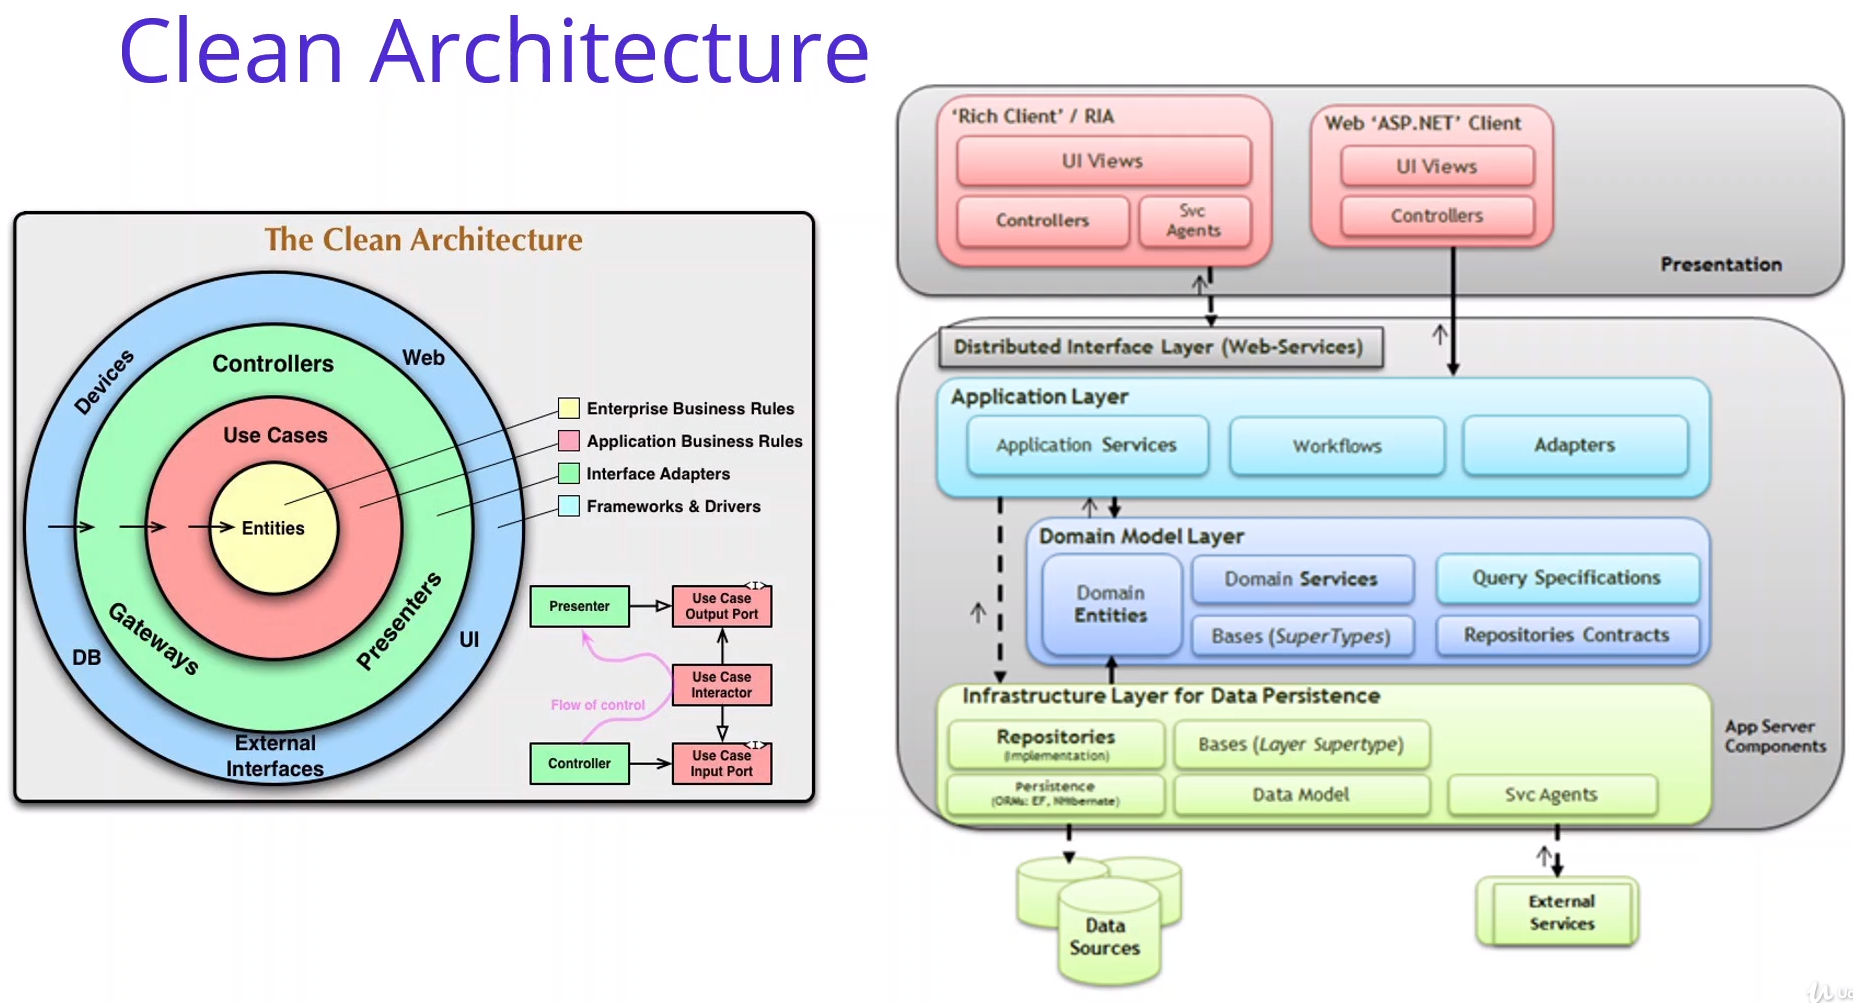 Clean Architecture
The Clean Architecture
Devices
Web
Controllers
Use Cases
Entities
Gateways
Presenters
DB
UI
External
Interfaces
Enterprise Business Rules
Application Business Rules
Interface Adapters
Frameworks & Drivers
Presenter
<I>
Use Case
Output Port
Use Case
Interactor
Flow of control
Controller
<I>
Use Case
Input Port
‘Rich Client’ / RIA
UI Views
Controllers
Svc
Agents
Web ‘ASP.NET’ Client
UI Views
Controllers
Presentation
Distributed Interface Layer (Web-Services)
Application Layer
Application Services
Workflows
Adapters
Domain Model Layer
Domain
Entities
Domain Services
Query Specifications
Bases (SuperTypes)
Repositories Contracts
Infrastructure Layer for Data Persistence
Repositories
(Implementation)
Bases (Layer Supertype)
Persistence
(ORMs: EF, NHibernate)
Data Model
Svc Agents
App Server
Components
Data
Sources
External
Services